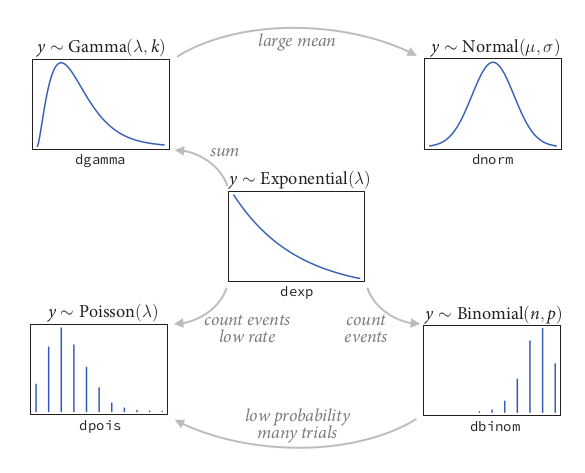 y ~ Gamma(λ, k)
large mean
y ~ Normal(μ, σ)
dgamma
dnorm
sum
y ~ Exponential(λ)
dexp
y ~ Poisson(λ)
count events
low rate
count
events
y ~ Binomial(n, p)
dpois
low probability
many trials
dbinom